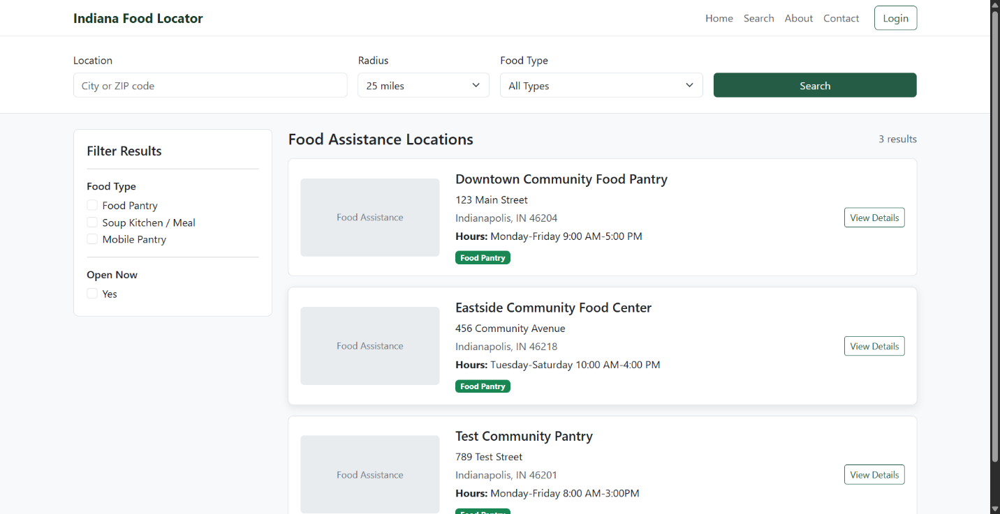 Indiana Food Locator
Home Search About Contact Login
Location
Radius
Food Type
City or ZIP code
25 miles
All Types
Search
Filter Results
Food Type
Food Pantry
Soup Kitchen / Meal
Mobile Pantry
Open Now
Yes
Food Assistance Locations
3 results
Food Assistance
Downtown Community Food Pantry
123 Main Street
Indianapolis, IN 46204
Hours: Monday-Friday 9:00 AM-5:00 PM
Food Pantry
View Details
Food Assistance
Eastside Community Food Center
456 Community Avenue
Indianapolis, IN 46218
Hours: Tuesday-Saturday 10:00 AM-4:00 PM
Food Pantry
View Details
Food Assistance
Test Community Pantry
789 Test Street
Indianapolis, IN 46201
Hours: Monday-Friday 8:00 AM-3:00PM
Food Pantry
View Details